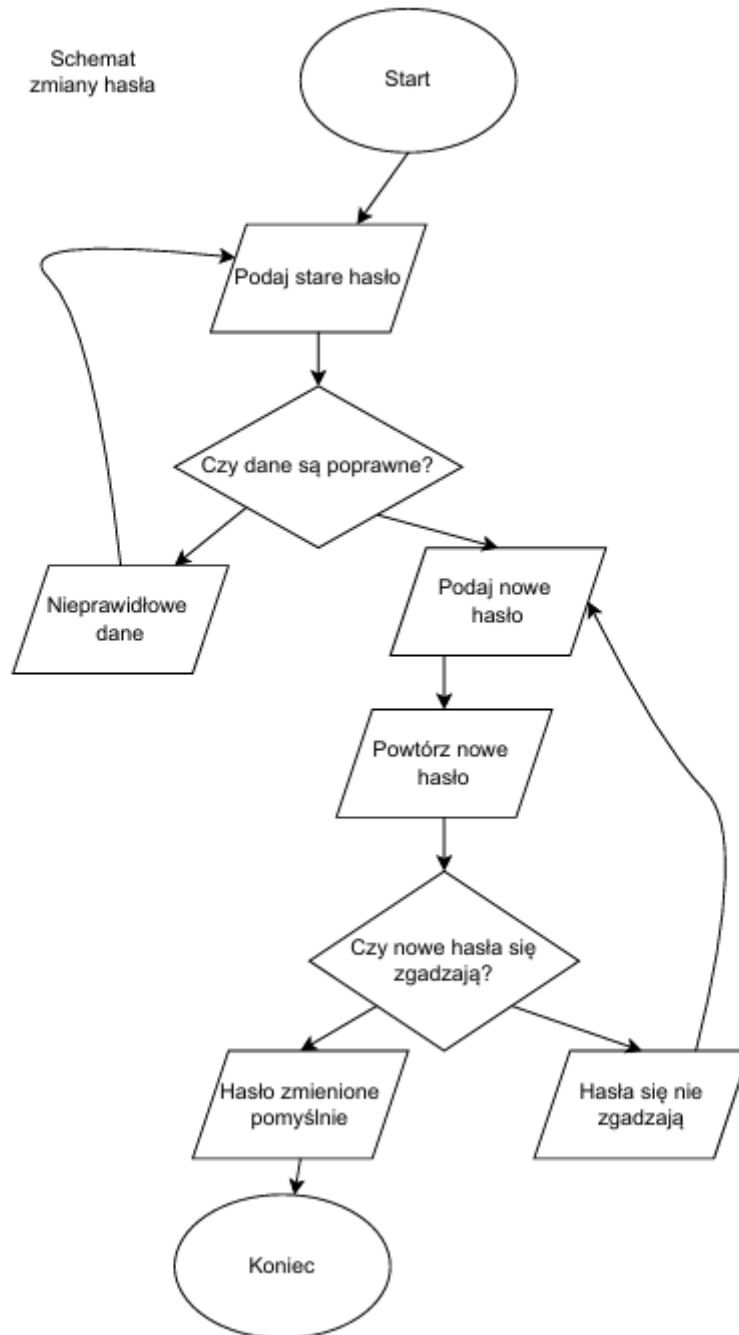 Schemat
zmiany hasła
Start
Podaj stare hasło
Czy dane są poprawne?
Nieprawidłowe
dane
Podaj nowe
hasło
Powtórz nowe
hasło
Czy nowe hasła się
zgadzają?
Hasło zmienione
pomyślnie
Hasła się nie
zgadzają
Koniec